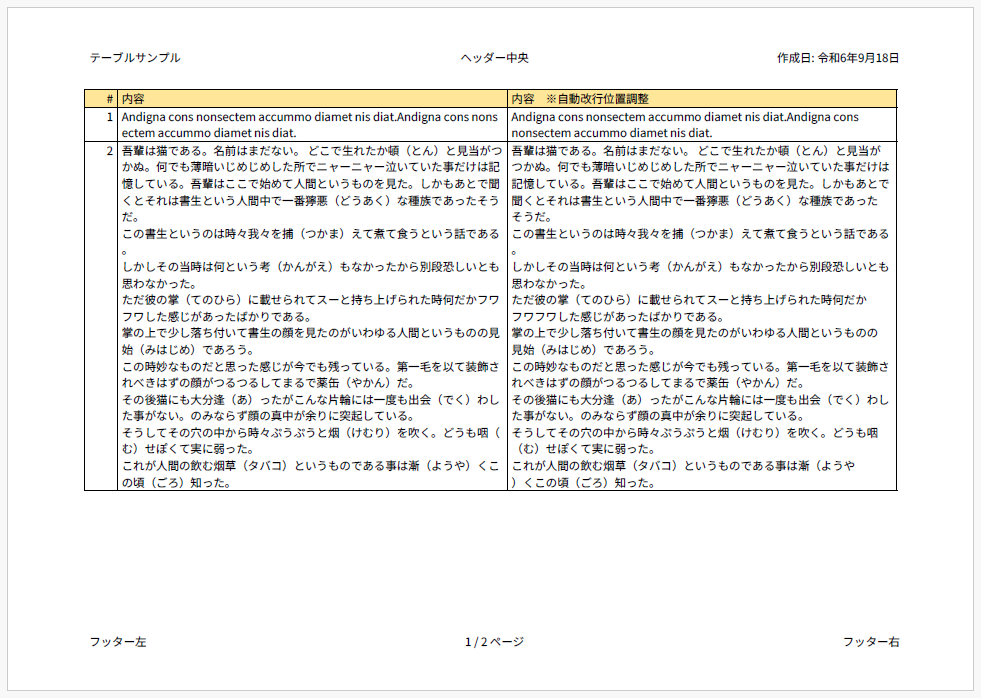 テーブルサンプル ヘッダー中央 作成日: 令和6年9月18日
# 内容 内容　※自動改行位置調整
1 Andigna cons nonsectem accummo diamet nis diat.Andigna cons nons
ectem accummo diamet nis diat.
Andigna cons nonsectem accummo diamet nis diat.Andigna cons
nonsectem accummo diamet nis diat.
2 吾輩は猫である。名前はまだない。 どこで生れたか頓（とん）と見当がつ
かぬ。何でも薄暗いじめじめした所でニャーニャー泣いていた事だけは記
憶している。吾輩はここで始めて人間というものを見た。しかもあとで聞
くとそれは書生という人間中で一番獰悪（どうあく）な種族であったそう
だ。
この書生というのは時々我々を捕（つかま）えて煮て食うという話である
。
しかしその当時は何という考（かんがえ）もなかったから別段恐しいとも
思わなかった。
ただ彼の掌（てのひら）に載せられてスーと持ち上げられた時何だかフワ
フワした感じがあったばかりである。
掌の上で少し落ち付いて書生の顔を見たのがいわゆる人間というものの見
始（みはじめ）であろう。
この時妙なものだと思った感じが今でも残っている。第一毛を以て装飾さ
れべきはずの顔がつるつるしてまるで薬缶（やかん）だ。
その後猫にも大分逢（あ）ったがこんな片輪には一度も出会（でく）わし
た事がない。のみならず顔の真中が余りに突起している。
そうしてその穴の中から時々ぷうぷうと烟（けむり）を吹く。どうも咽（
む）せぽくて実に弱った。
これが人間の飲む烟草（タバコ）というものである事は漸（ようや）くこ
の頃（ごろ）知った。
吾輩は猫である。名前はまだない。 どこで生れたか頓（とん）と見当が
つかぬ。何でも薄暗いじめじめした所でニャーニャー泣いていた事だけは
記憶している。吾輩はここで始めて人間というものを見た。しかもあとで
聞くとそれは書生という人間中で一番獰悪（どうあく）な種族であった
そうだ。
この書生というのは時々我々を捕（つかま）えて煮て食うという話である
。
しかしその当時は何という考（かんがえ）もなかったから別段恐しいとも
思わなかった。
ただ彼の掌（てのひら）に載せられてスーと持ち上げられた時何だか
フワフワした感じがあったばかりである。
掌の上で少し落ち付いて書生の顔を見たのがいわゆる人間というものの
見始（みはじめ）であろう。
この時妙なものだと思った感じが今でも残っている。第一毛を以て装飾さ
れべきはずの顔がつるつるしてまるで薬缶（やかん）だ。
その後猫にも大分逢（あ）ったがこんな片輪には一度も出会（でく）わし
た事がない。のみならず顔の真中が余りに突起している。
そうしてその穴の中から時々ぷうぷうと烟（けむり）を吹く。どうも咽
（む）せぽくて実に弱った。
これが人間の飲む烟草（タバコ）というものである事は漸（ようや
）くこの頃（ごろ）知った。
フッター左 1 / 2 ページ フッター右